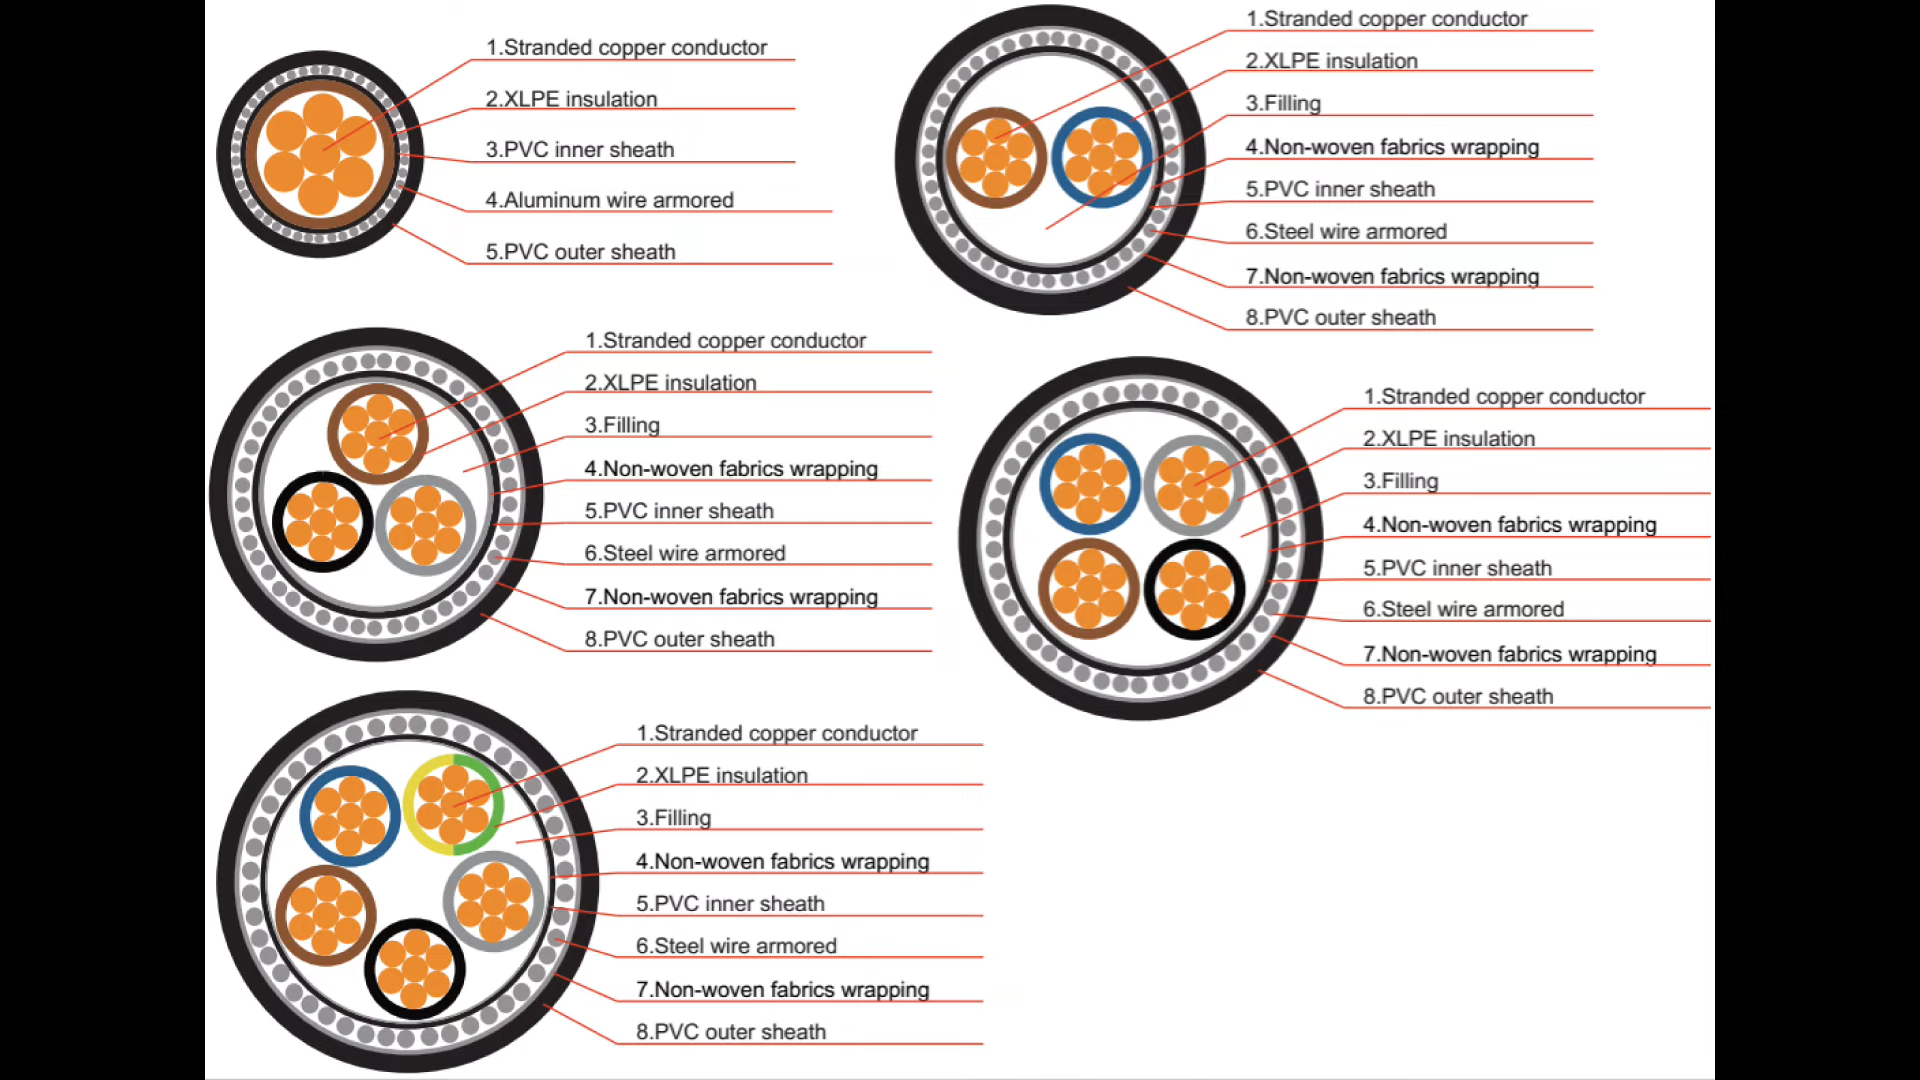 1.Stranded copper conductor
2.XLPE insulation
3.PVC inner sheath
4.Aluminum wire armored
5.PVC outer sheath
1.Stranded copper conductor
2.XLPE insulation
3.Filling
4.Non-woven fabrics wrapping
5.PVC inner sheath
6.Steel wire armored
7.Non-woven fabrics wrapping
8.PVC outer sheath
1.Stranded copper conductor
2.XLPE insulation
3.Filling
4.Non-woven fabrics wrapping
5.PVC inner sheath
6.Steel wire armored
7.Non-woven fabrics wrapping
8.PVC outer sheath
1.Stranded copper conductor
2.XLPE insulation
3.Filling
4.Non-woven fabrics wrapping
5.PVC inner sheath
6.Steel wire armored
7.Non-woven fabrics wrapping
8.PVC outer sheath
1.Stranded copper conductor
2.XLPE insulation
3.Filling
4.Non-woven fabrics wrapping
5.PVC inner sheath
6.Steel wire armored
7.Non-woven fabrics wrapping
8.PVC outer sheath